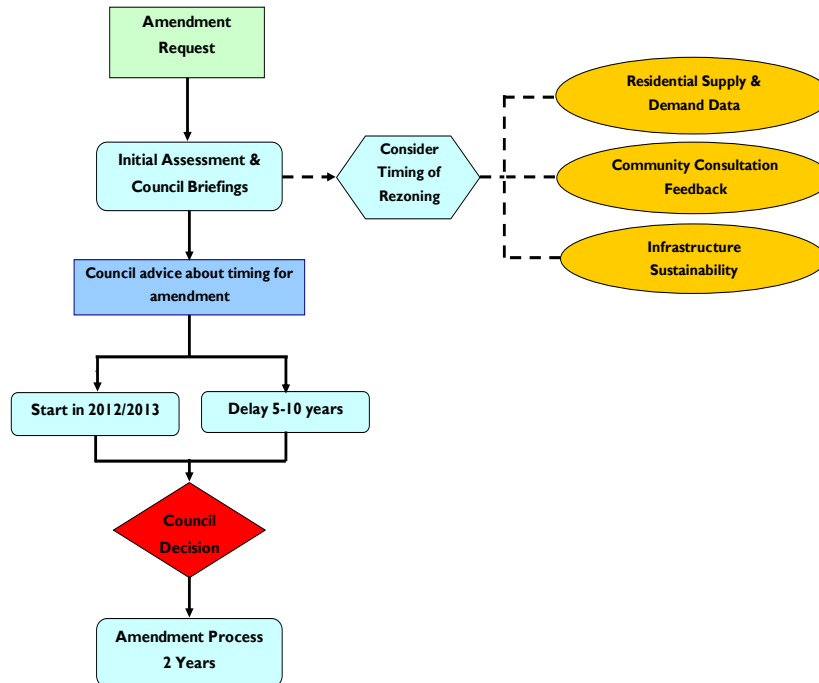 Amendment
Request
Initial Assessment &
Council Briefings
Consider
Timing of
Rezoning
Residential Supply &
Demand Data
Community Consultation
Feedback
Infrastructure
Sustainability
Council advice about timing for
amendment
Start in 2012/2013
Delay 5-10 years
Council
Decision
Amendment Process
2 Years